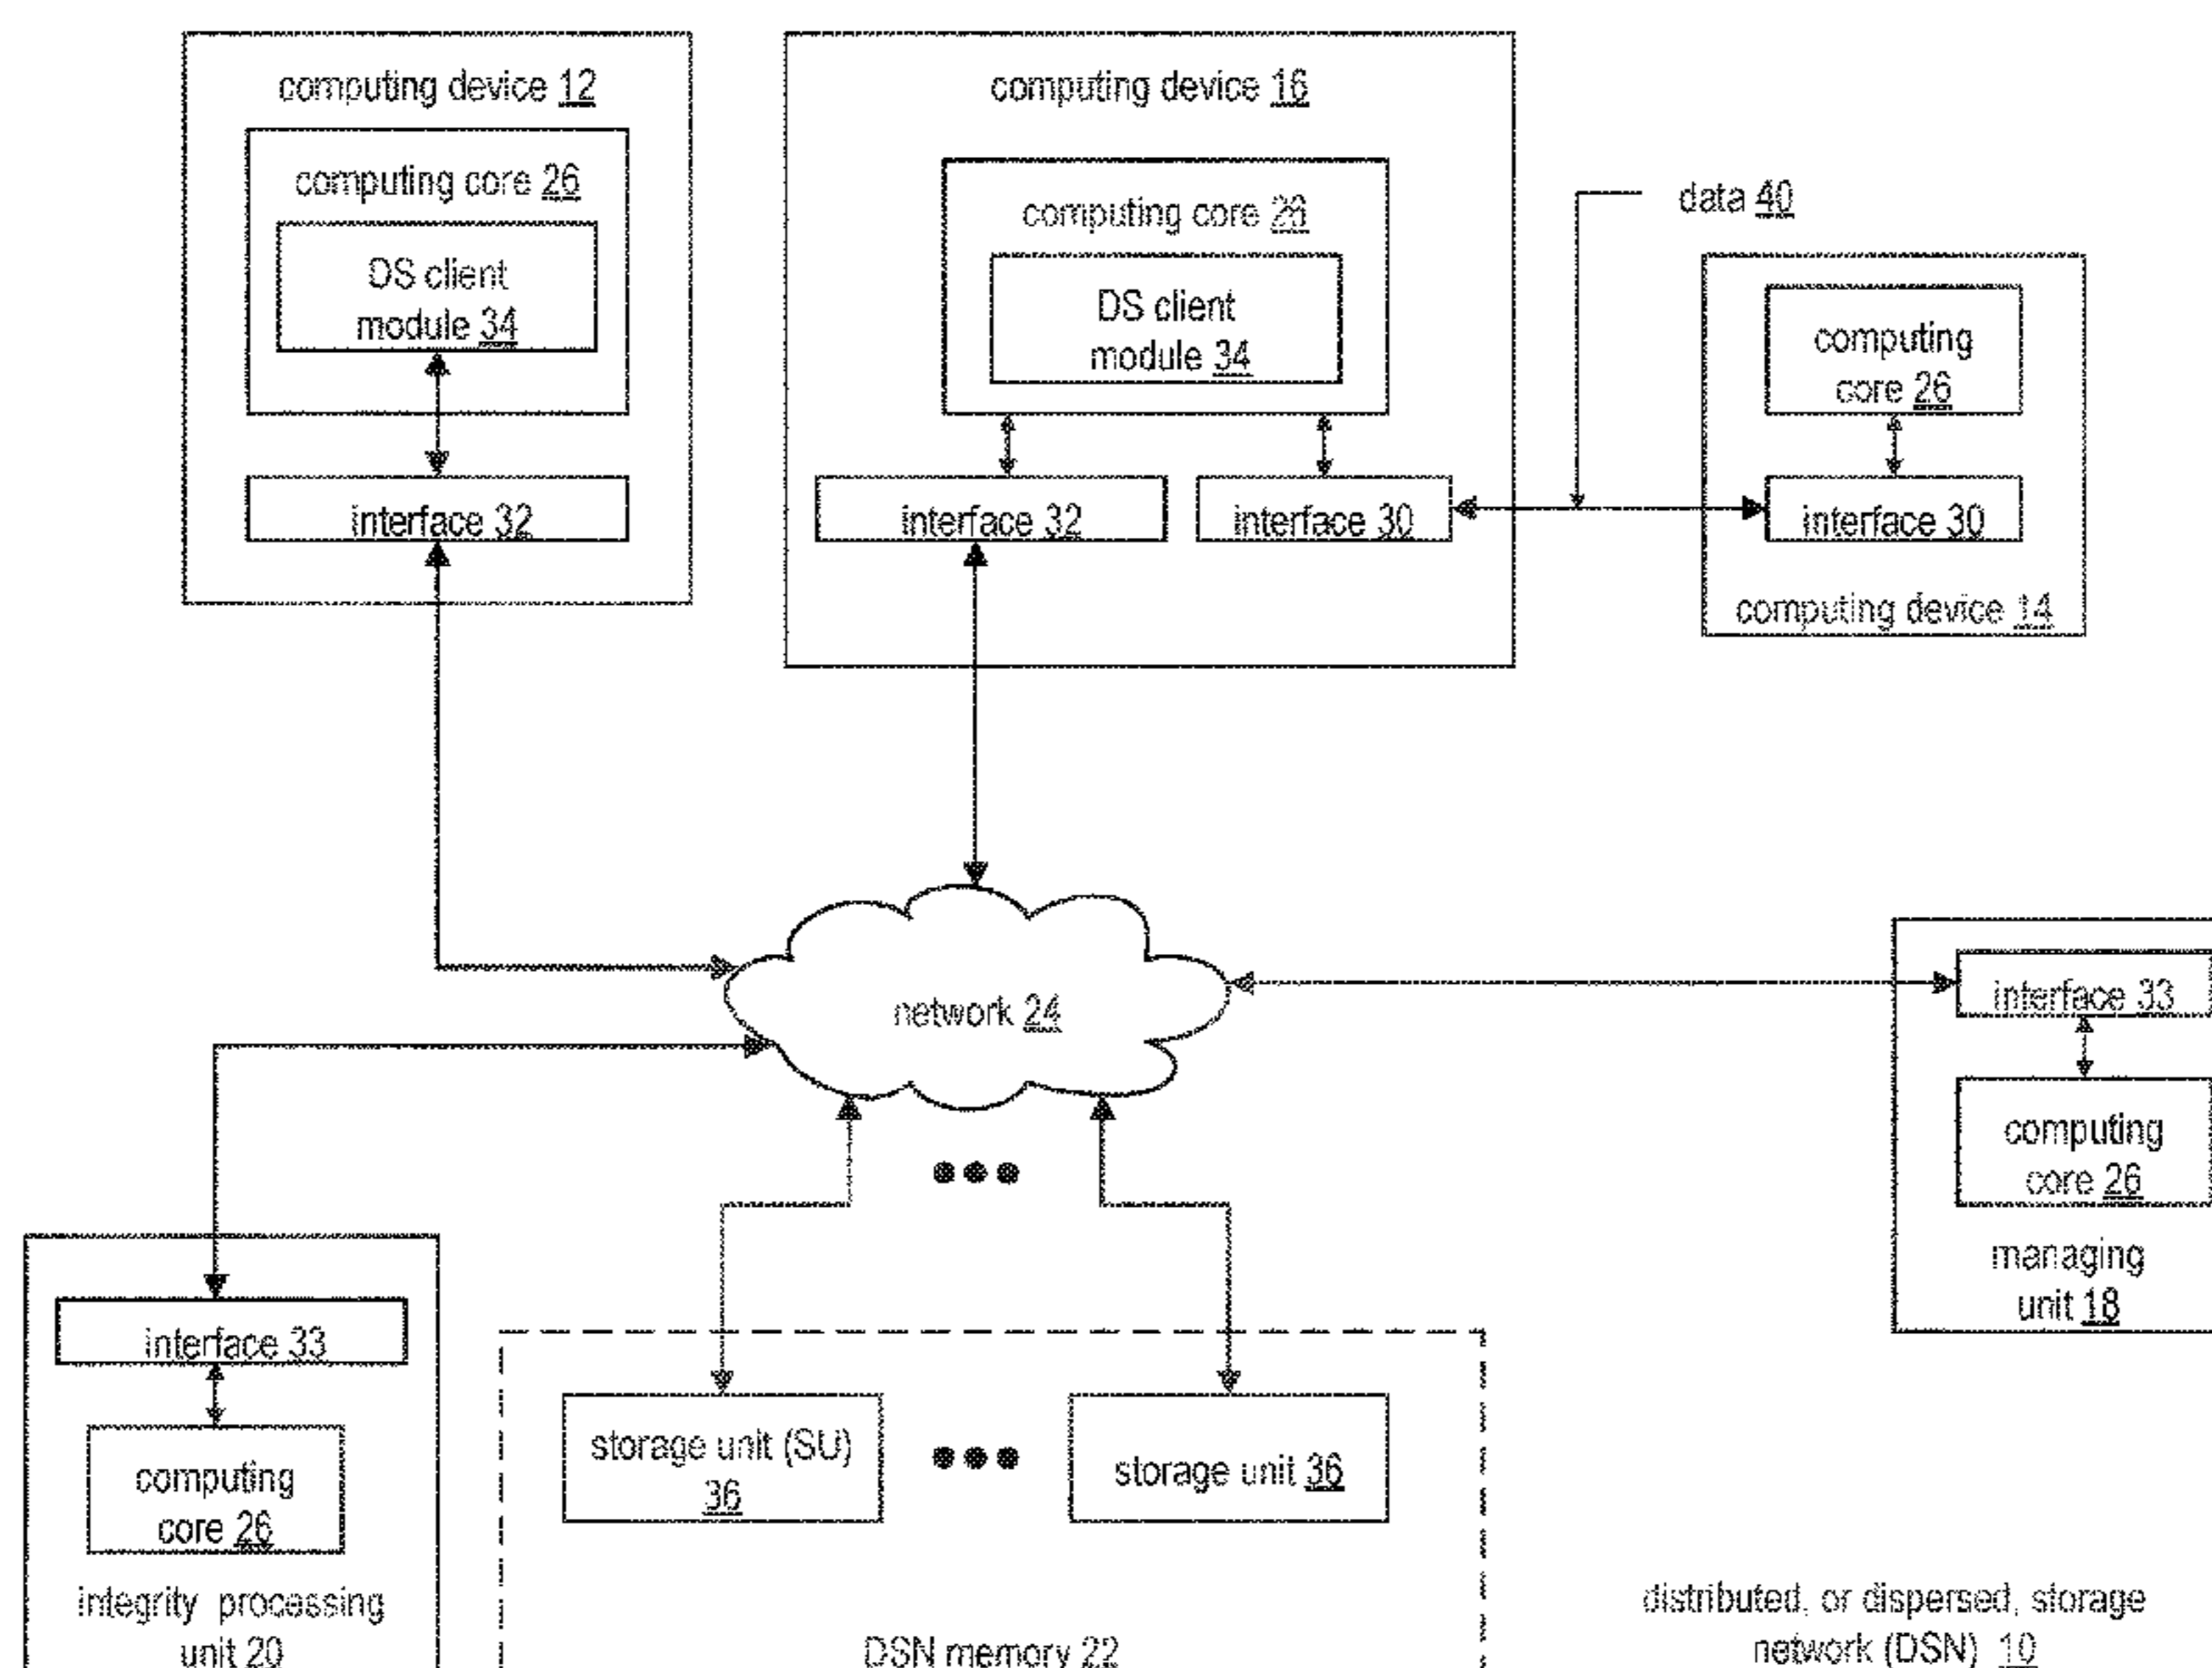 computing device 12
computing core 26
DS client
module 34
interface 32
computing device 16
computing core 26
DS client
module 34
interface 32
interface 30
data 40
computing
core 26
interface 30
computing device 14
network 24
interface 33
computing
core 26
managing
unit 18
interface 33
computing
core 26
integrity processing
unit 20
storage unit (SU)
36
storage unit 36
DSN memory 22
distributed, or dispersed, storage
network (DSN) 10